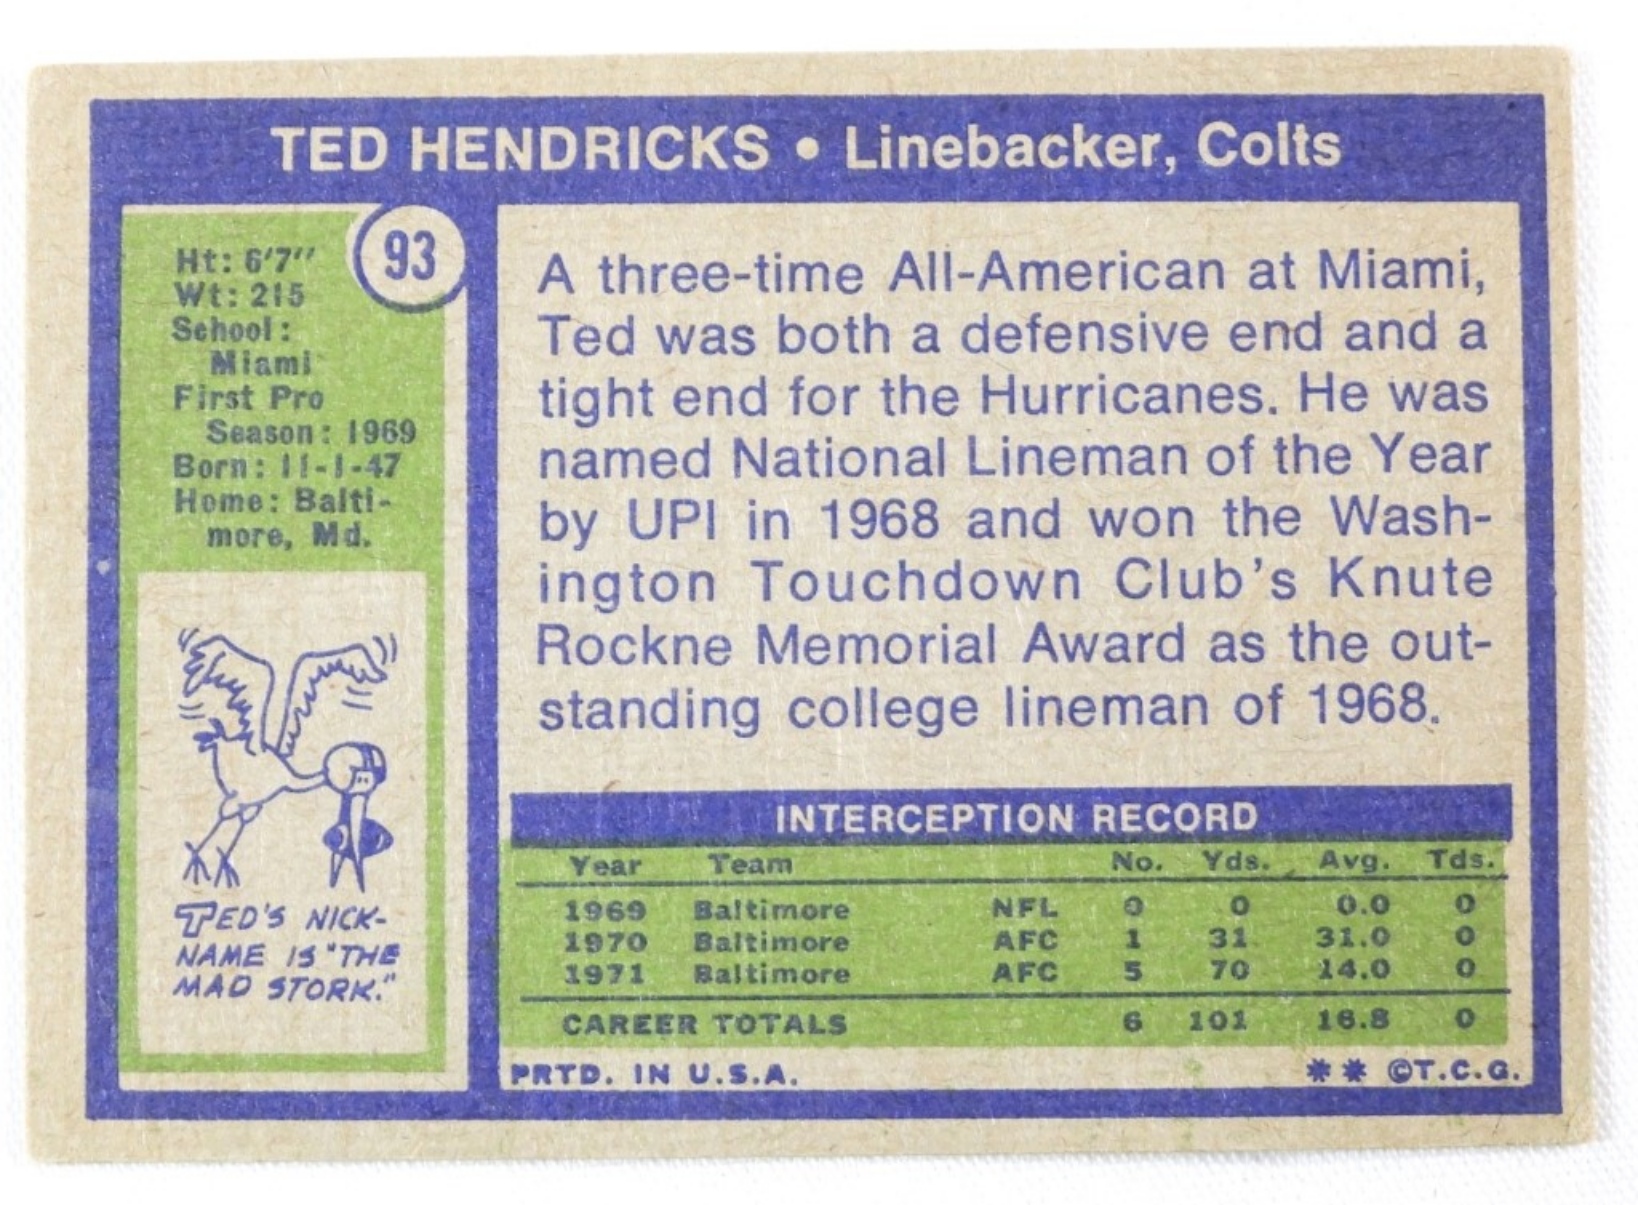 TED HENDRICKS • Linebacker, Colts
93
Ht: 6'7''
Wt: 215
School:
Miami
First Pro
Season: 1969
Born: 11-1-47
Home: Balti-
more, Md.
TED'S NICK-
NAME IS "THE
MAD STORK."
A three-time All-American at Miami,
Ted was both a defensive end and a
tight end for the Hurricanes. He was
named National Lineman of the Year
by UPI in 1968 and won the Wash-
ington Touchdown Club's Knute
Rockne Memorial Award as the out-
standing college lineman of 1968.
INTERCEPTION RECORD
Year Team No. Yds. Avg. Tds.
1969 Baltimore NFL 0 0 0.0 0
1970 Baltimore AFC 1 31 31.0 0
1971 Baltimore AFC 5 70 14.0 0
CAREER TOTALS 6 101 16.8 0
PRTD. IN U.S.A. ** ©T.C.G.